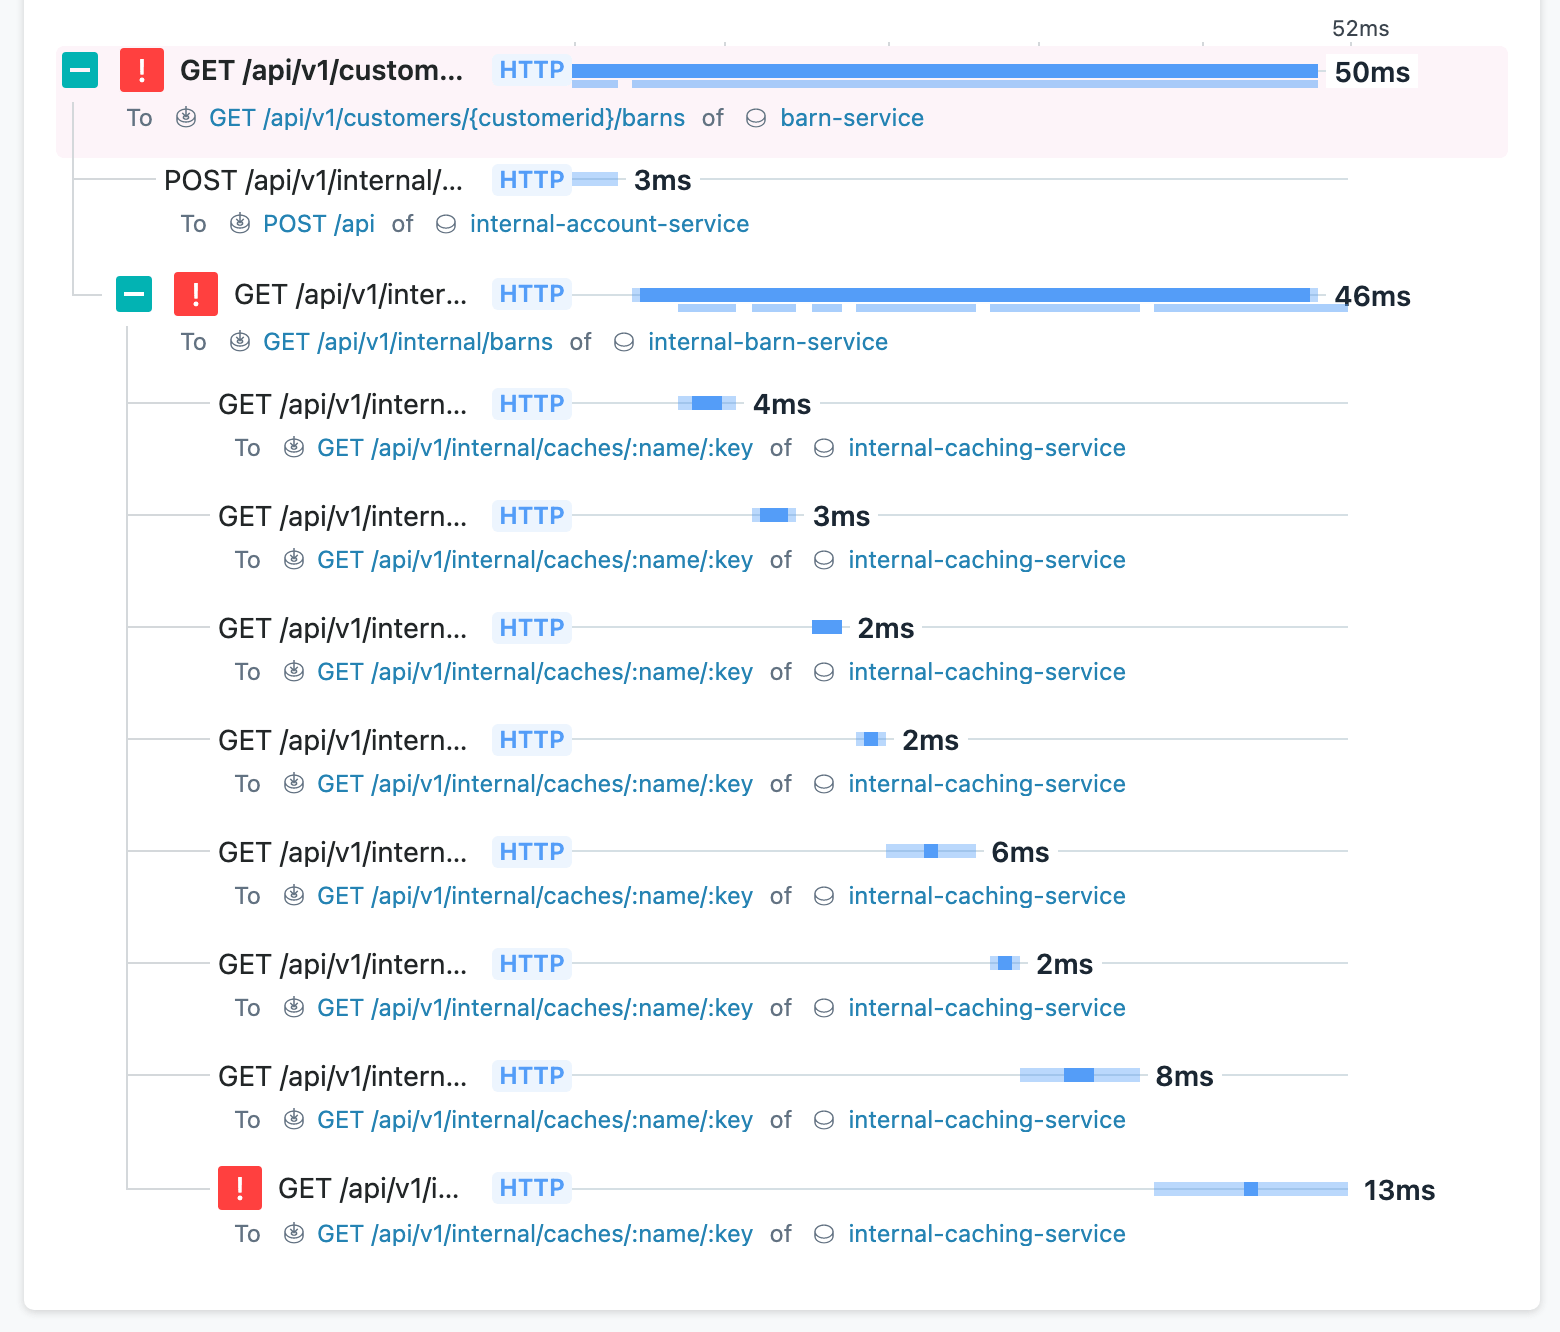 52ms
! GET /api/v1/custom... HTTP 50ms
To GET /api/v1/customers/{customerid}/barns of barn-service
POST /api/v1/internal/... HTTP 3ms
To POST /api of internal-account-service
! GET /api/v1/inter... HTTP 46ms
To GET /api/v1/internal/barns of internal-barn-service
GET /api/v1/intern... HTTP 4ms
To GET /api/v1/internal/caches/:name/:key of internal-caching-service
GET /api/v1/intern... HTTP 3ms
To GET /api/v1/internal/caches/:name/:key of internal-caching-service
GET /api/v1/intern... HTTP 2ms
To GET /api/v1/internal/caches/:name/:key of internal-caching-service
GET /api/v1/intern... HTTP 2ms
To GET /api/v1/internal/caches/:name/:key of internal-caching-service
GET /api/v1/intern... HTTP 6ms
To GET /api/v1/internal/caches/:name/:key of internal-caching-service
GET /api/v1/intern... HTTP 2ms
To GET /api/v1/internal/caches/:name/:key of internal-caching-service
GET /api/v1/intern... HTTP 8ms
To GET /api/v1/internal/caches/:name/:key of internal-caching-service
! GET /api/v1/i... HTTP 13ms
To GET /api/v1/internal/caches/:name/:key of internal-caching-service